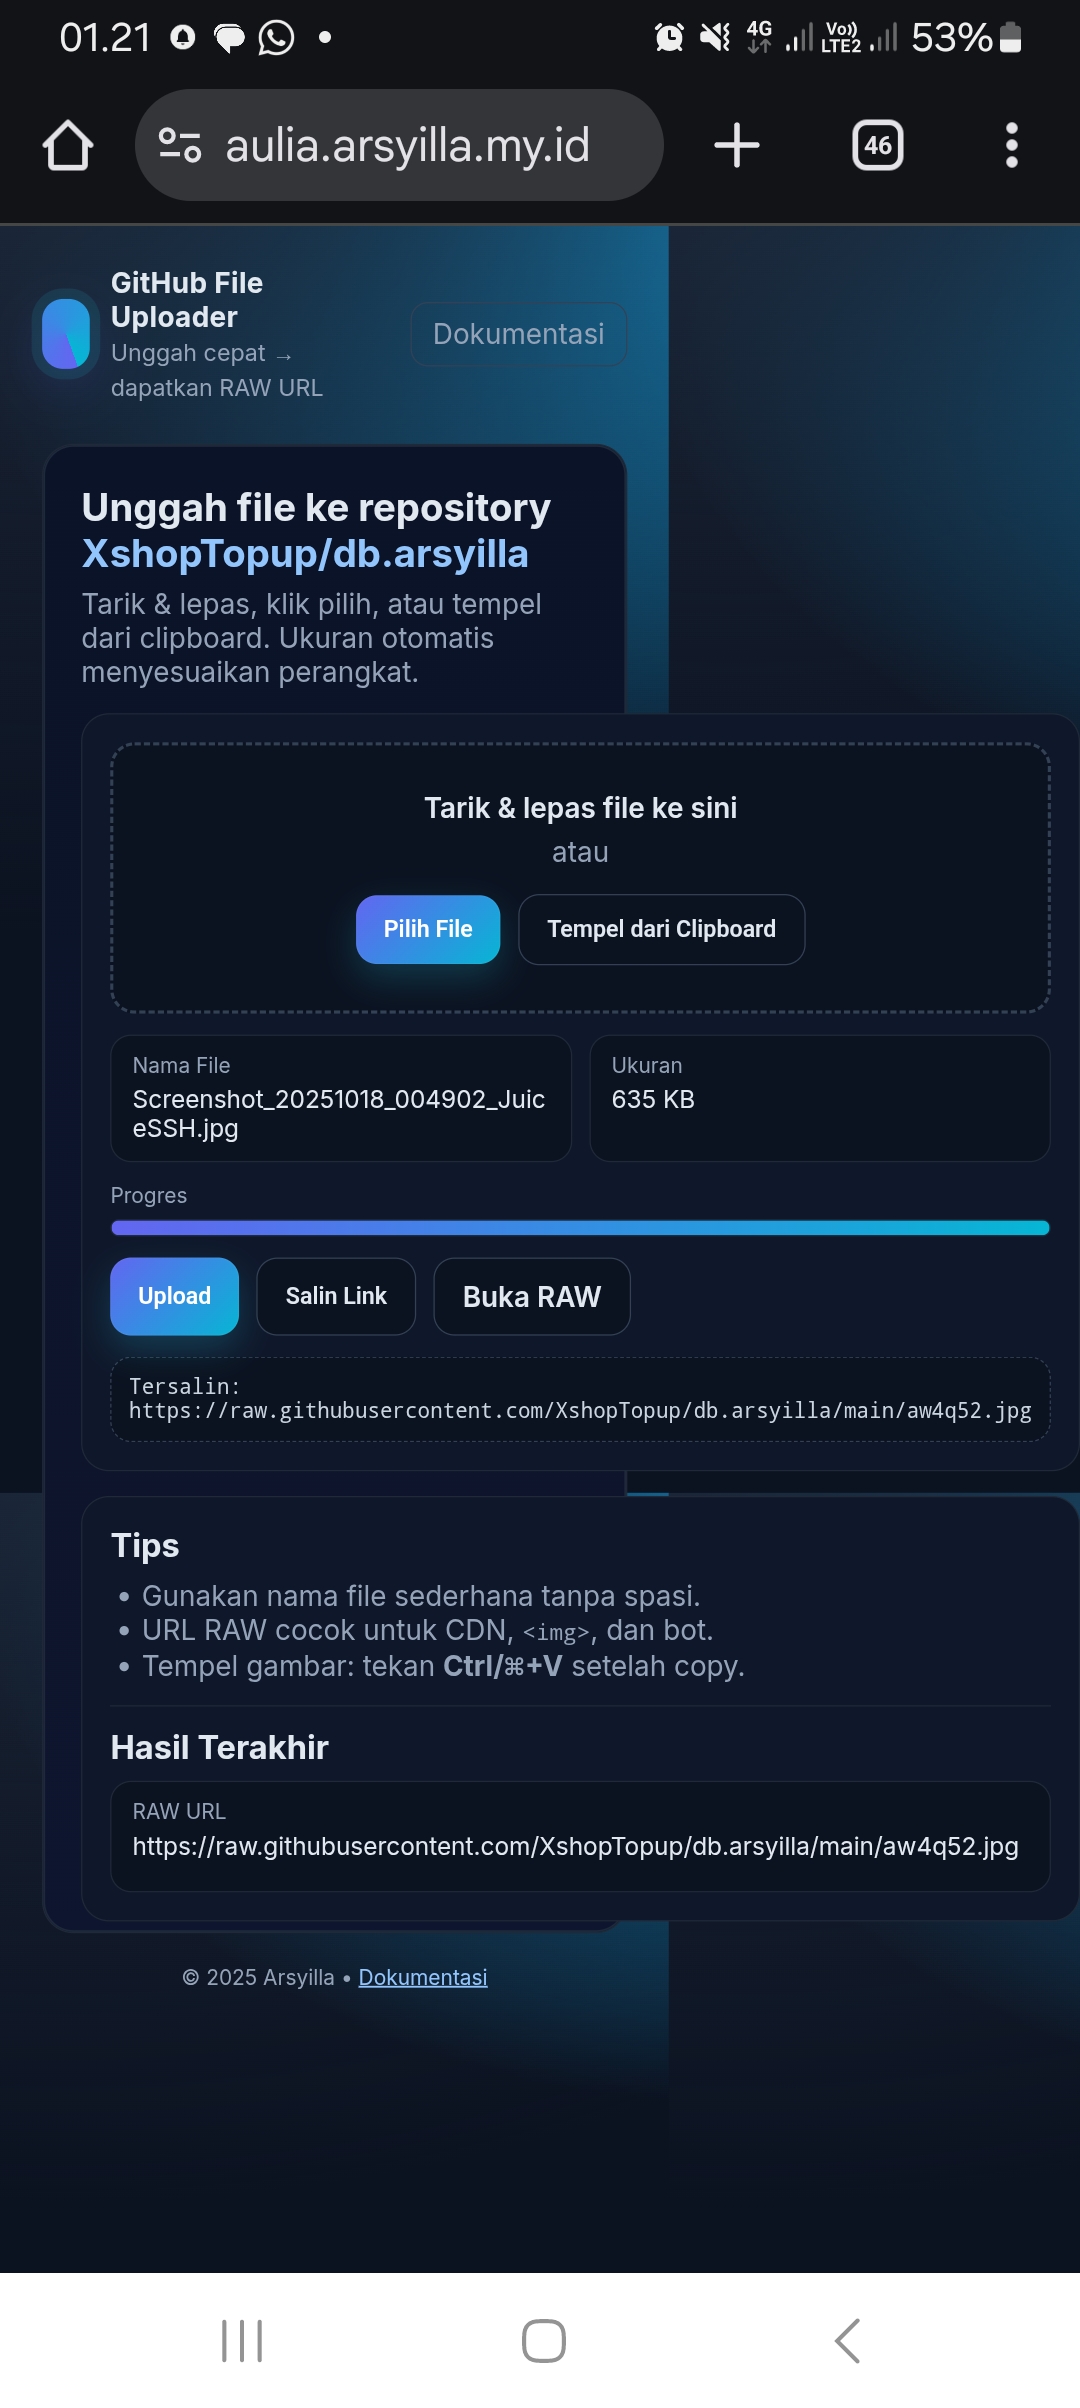 01.21
4G
Vo))
LTE2
53%
aulia.arsyilla.my.id
46
GitHub File
Uploader
Unggah cepat →
dapatkan RAW URL
Dokumentasi
Unggah file ke repository
XshopTopup/db.arsyilla
Tarik & lepas, klik pilih, atau tempel
dari clipboard. Ukuran otomatis
menyesuaikan perangkat.
Tarik & lepas file ke sini
atau
Pilih File
Tempel dari Clipboard
Nama File
Screenshot_20251018_004902_Juic
eSSH.jpg
Ukuran
635 KB
Progres
Upload
Salin Link
Buka RAW
Tersalin:
https://raw.githubusercontent.com/XshopTopup/db.arsyilla/main/aw4q52.jpg
Tips
• Gunakan nama file sederhana tanpa spasi.
• URL RAW cocok untuk CDN, <img>, dan bot.
• Tempel gambar: tekan Ctrl/⌘+V setelah copy.
Hasil Terakhir
RAW URL
https://raw.githubusercontent.com/XshopTopup/db.arsyilla/main/aw4q52.jpg
© 2025 Arsyilla • Dokumentasi